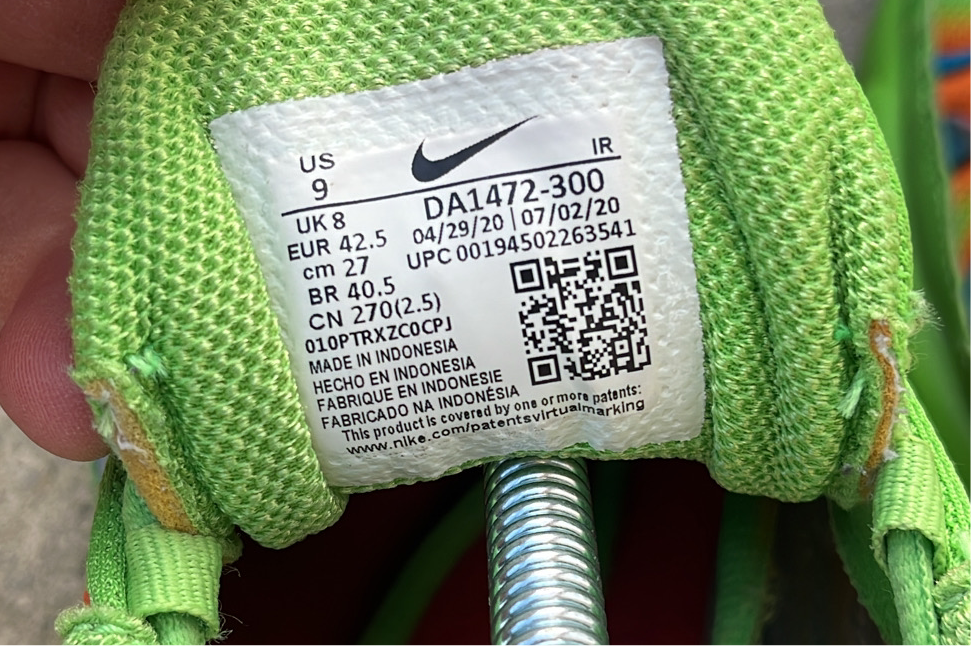 US
9
IR
UK 8
DA1472-300
EUR 42.5
04/29/20 | 07/02/20
cm 27
UPC 00194502263541
BR 40.5
CN 270(2.5)
010PTRXZC0CPJ
MADE IN INDONESIA
HECHO EN INDONESIA
FABRIQUE EN INDONESIE
FABRICADO NA INDONÉSIA
This product is covered by one or more patents:
www.nike.com/patentsvirtualmarking